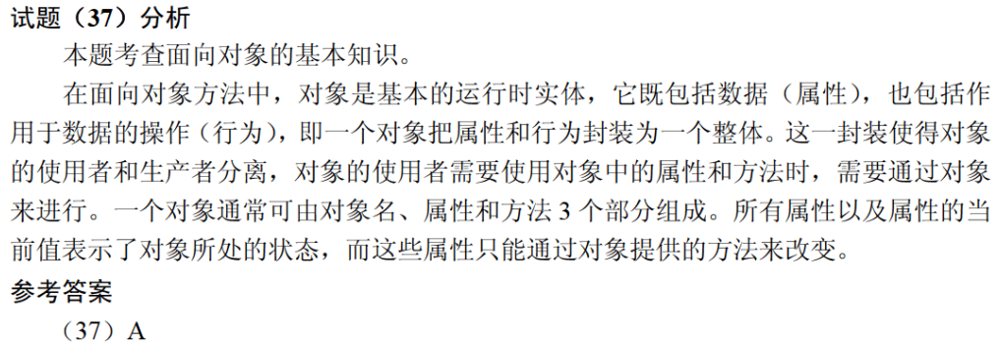 试题（37）分析
本题考查面向对象的基本知识。
在面向对象方法中，对象是基本的运行时实体，它既包括数据（属性），也包括作
用于数据的操作（行为），即一个对象把属性和行为封装为一个整体。这一封装使得对象
的使用者和生产者分离，对象的使用者需要使用对象中的属性和方法时，需要通过对象
来进行。一个对象通常可由对象名、属性和方法 3 个部分组成。所有属性以及属性的当
前值表示了对象所处的状态，而这些属性只能通过对象提供的方法来改变。
参考答案
（37）A